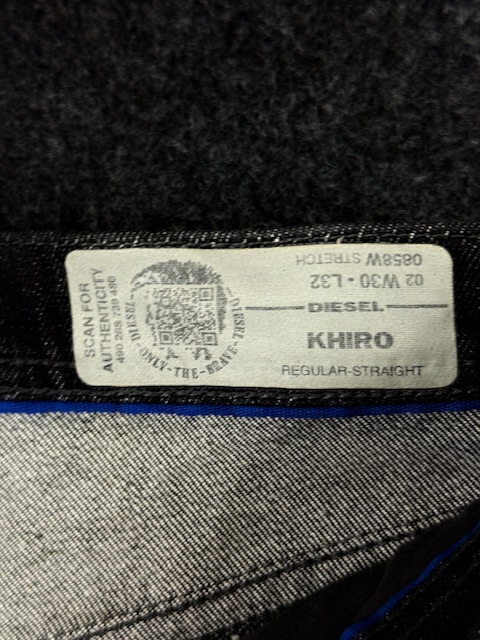 SCAN FOR
AUTHENTICITY
490 268 739 486
DIESEL
ONLY-THE-BRAVE
DIESEL
0858W STRETCH
02 W30 - L32
DIESEL
KHIRO
REGULAR-STRAIGHT